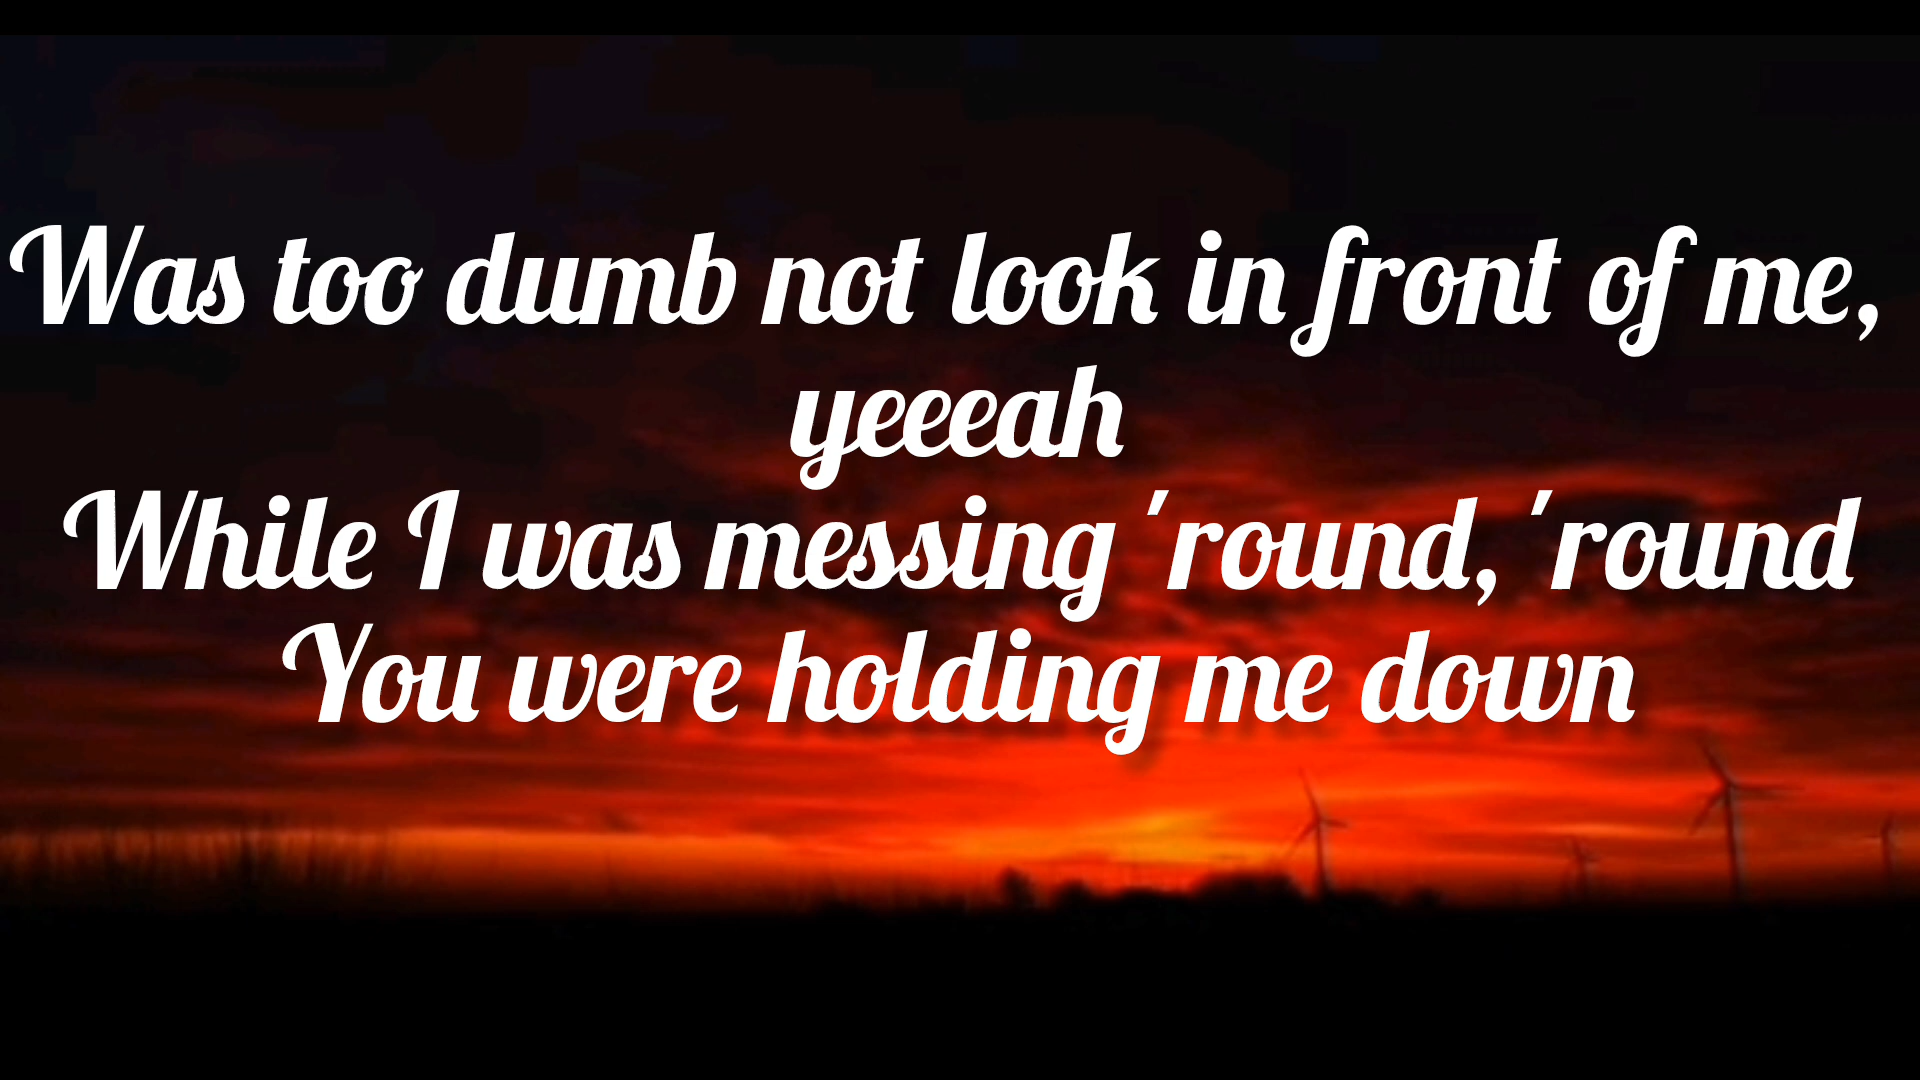 Was too dumb not look in front of me,
yeeeah
While I was messing 'round, 'round
You were holding me down